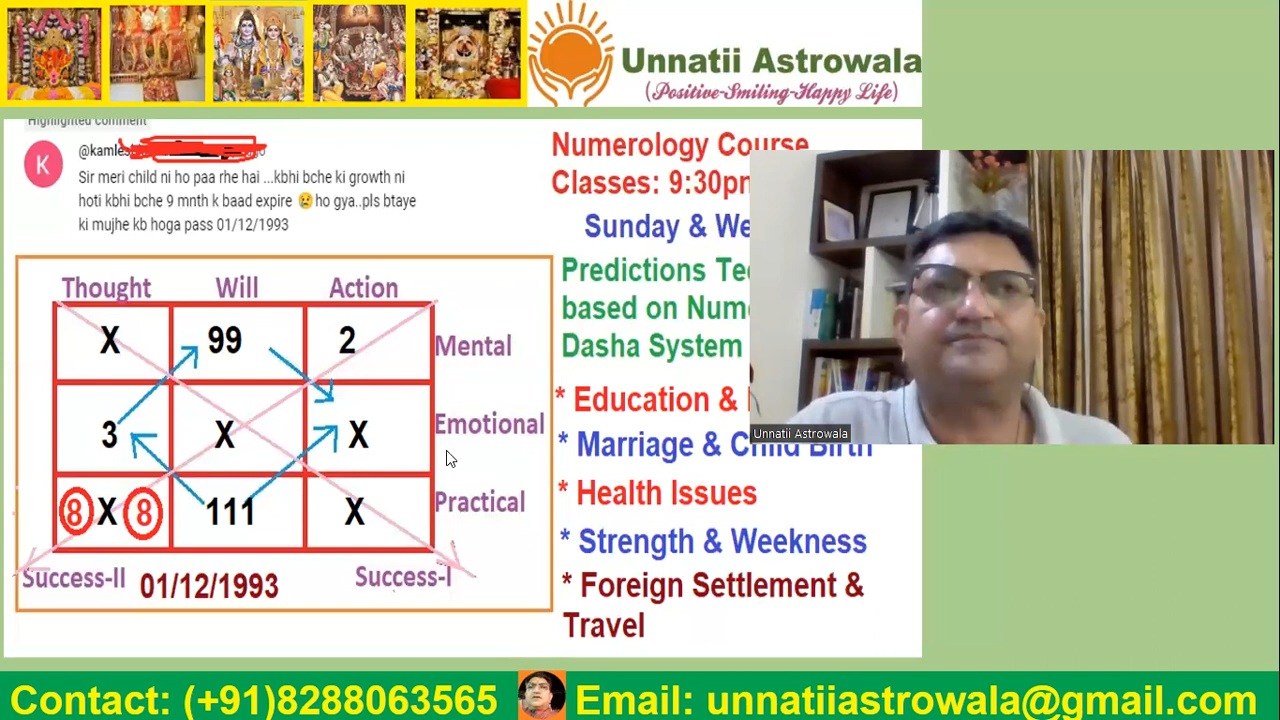 Unnatii Astrowala
(Positive-Smiling-Happy Life)
Highlighted comment
K
@kamles
Sir meri child ni ho paa rhe hai ...kbhi bche ki growth ni
hoti kbhi bche 9 mnth k baad expire 😢 ho gya..pls btaye
ki mujhe kb hoga pass 01/12/1993
Thought Will Action
X 99 2 Mental
3 X X Emotional
8 X 8 111 X Practical
Success-II 01/12/1993 Success-I
Numerology Course
Classes: 9:30p
Sunday & We
Predictions Te
based on Num
Dasha System
* Education &
* Marriage & Child Birth
* Health Issues
* Strength & Wekness
* Foreign Settlement &
Travel
Unnatii Astrowala
Contact: (+91)8288063565 Email: unnatiiastrowala@gmail.com